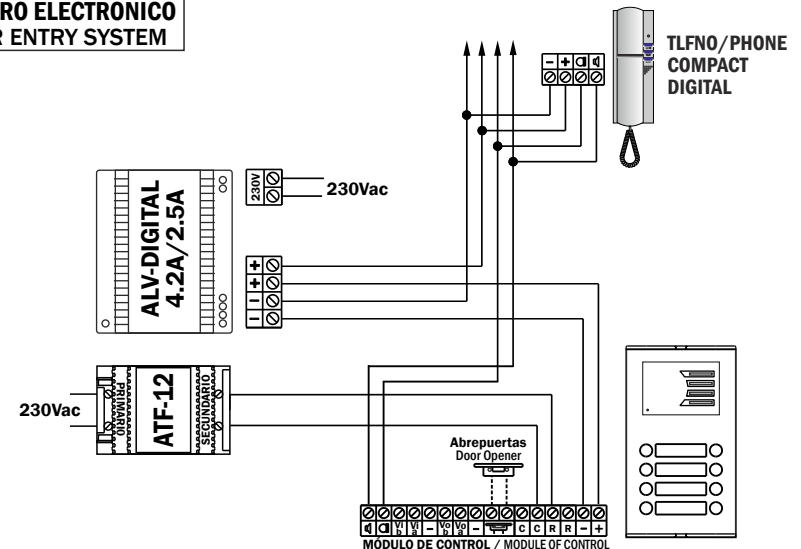 RO ELECTRONICO
R ENTRY SYSTEM
TLFNO/PHONE
COMPACT
DIGITAL
- +
230V
230Vac
ALV-DIGITAL
4.2A/2.5A
+
+
-
-
230Vac
PRIMARIO
ATF-12
SECUNDARIO
Abrepuertas
Door Opener
Vi b Vi a - Vo b Vo a - C C R R - +
MÓDULO DE CONTROL / MODULE OF CONTROL